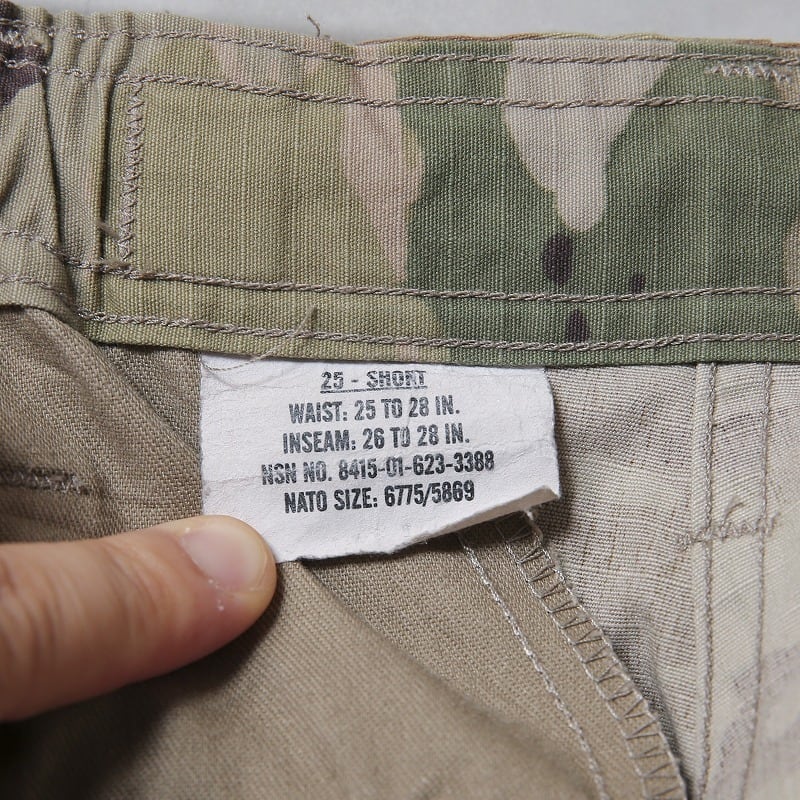 25 - SHORT
WAIST: 25 TO 28 IN.
INSEAM: 26 TO 28 IN.
NSN NO. 8415-01-623-3388
NATO SIZE: 6775/5869